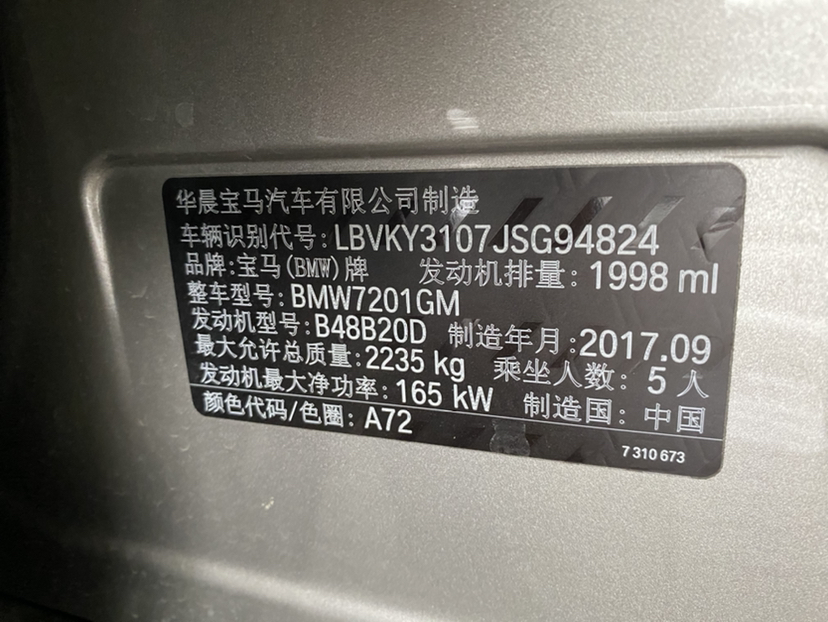 华晨宝马汽车有限公司制造
车辆识别代号: LBVKY3107JSG94824
品牌: 宝马(BMW)牌 发动机排量: 1998 ml
整车型号: BMW7201GM
发动机型号: B48B20D 制造年月: 2017.09
最大允许总质量: 2235 kg 乘坐人数: 5 人
发动机最大净功率: 165 kW 制造国: 中国
颜色代码/色圈: A72
7 310 673